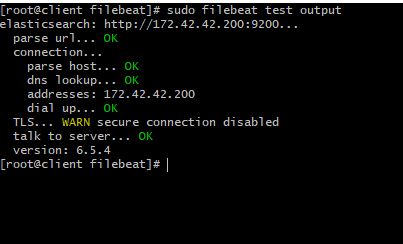 [root@client filebeat]# sudo filebeat test output
elasticsearch: http://172.42.42.200:9200...
  parse url... OK
  connection...
    parse host... OK
    dns lookup... OK
    addresses: 172.42.42.200
    dial up... OK
  TLS... WARN secure connection disabled
  talk to server... OK
  version: 6.5.4
[root@client filebeat]#